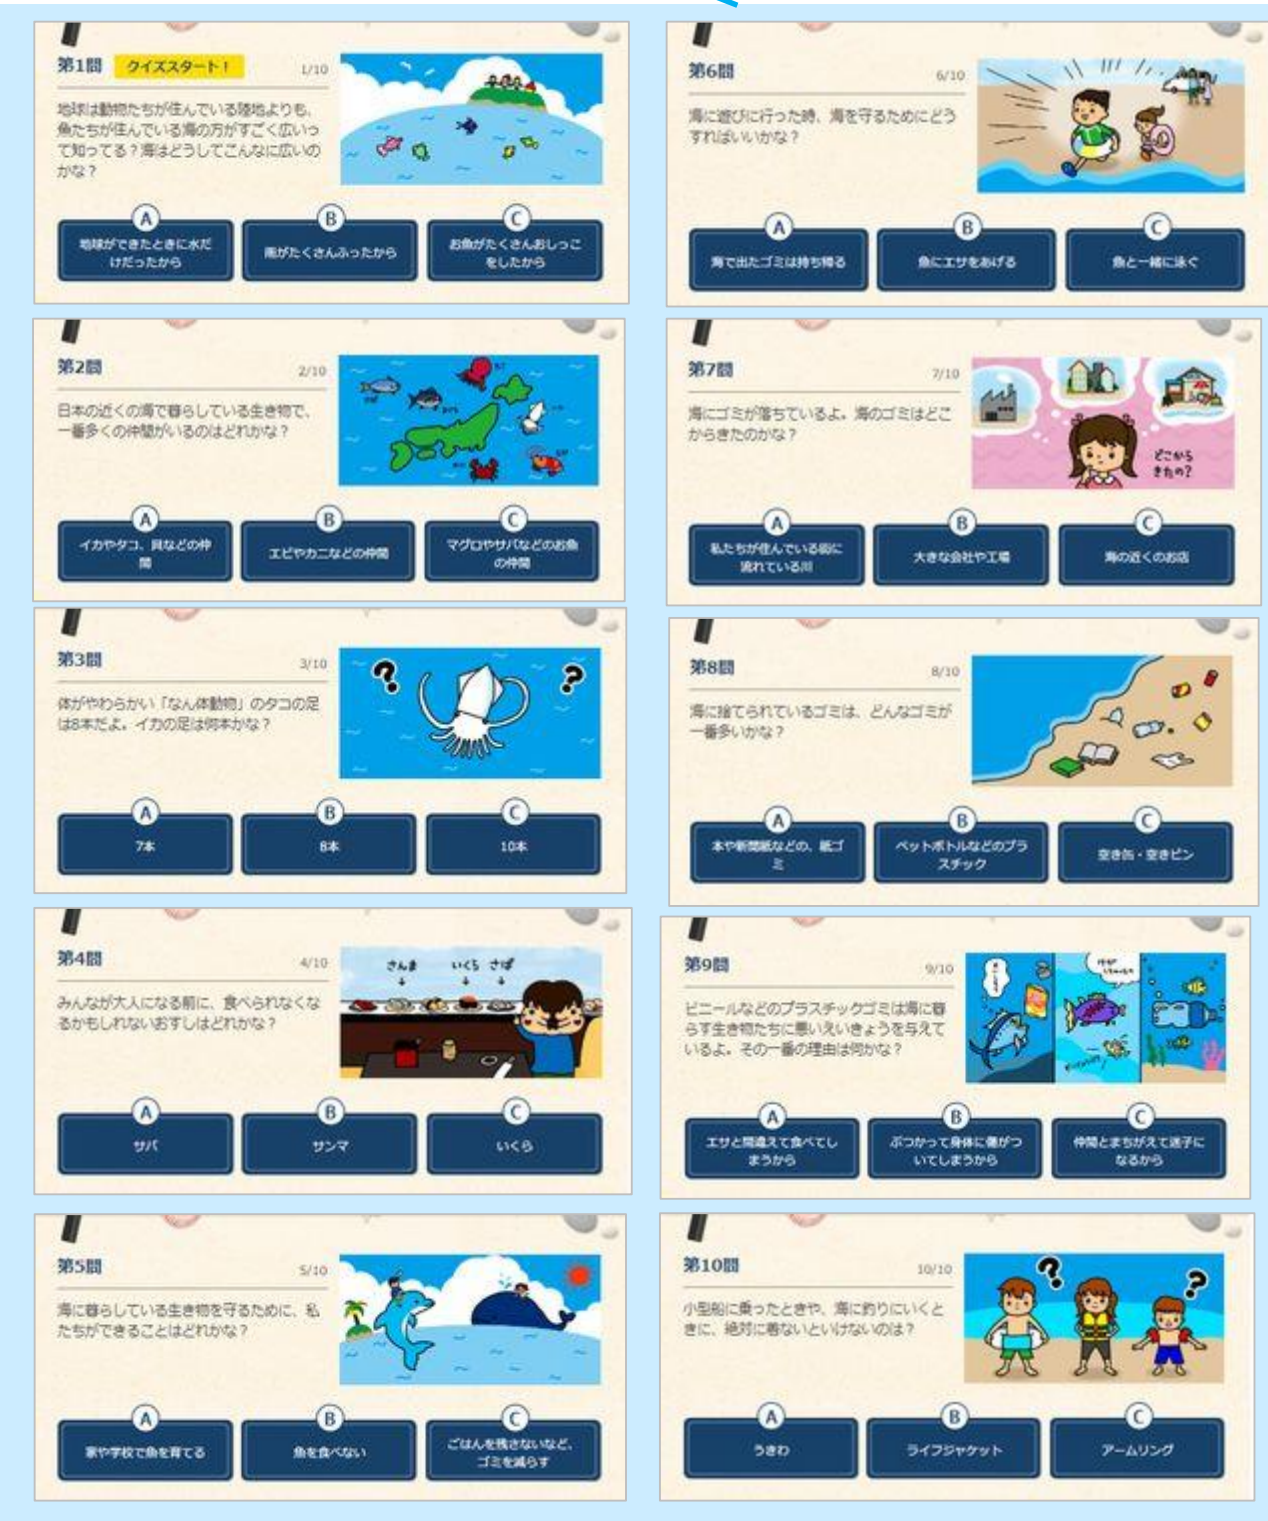 第1問 クイズスタート! 1/10
地球は動物たちが住んでいる陸地よりも、
魚たちが住んでいる海の方がすごく広いっ
て知ってる?海はどうしてこんなに広いの
かな?
A
地球ができたときに水だ
けだったから
B
雨がたくさんふったから
C
お魚がたくさんおしっこ
をしたから
第2問 2/10
日本の近くの海で暮らしている生き物で、
一番多くの仲間がいるのはどれかな?
A
イカやタコ、貝などの仲
間
B
エビやカニなどの仲間
C
マグロやサバなどのお魚
の仲間
第3問 3/10
体がやわらかい「なん体動物」のタコの足
は8本だよ。イカの足は何本かな?
? ?
A
7本
B
8本
C
10本
第4問 4/10
みんなが大人になる前に、食べられなくな
るかもしれないおすしはどれかな?
さんま いくら さば
A
サバ
B
サンマ
C
いくら
第5問 5/10
海に暮らしている生き物を守るために、私
たちができることはどれかな?
A
家や学校で魚を育てる
B
魚を食べない
C
ごはんを残さないなど、
ゴミを減らす
第6問 6/10
海に遊びに行った時、海を守るためにどう
すればいいかな?
A
海で出たゴミは持ち帰る
B
魚にエサをあげる
C
魚と一緒に泳ぐ
第7問 7/10
海にゴミが落ちているよ。海のゴミはどこ
からきたのかな?
どこから
きたの?
A
私たちが住んでいる街に
流れている川
B
大きな会社や工場
C
海の近くのお店
第8問 8/10
海に捨てられているゴミは、どんなゴミが
一番多いかな?
A
本や新聞紙などの、紙ゴ
ミ
B
ペットボトルなどのプラ
スチック
C
空き缶・空きビン
第9問 9/10
ビニールなどのプラスチックゴミは海に暮
らす生き物たちに悪いえいきょうを与えて
いるよ。その一番の理由は何かな?
A
エサと間違えて食べてし
まうから
B
ぶつかって身体に傷がつ
いてしまうから
C
仲間とまちがえて迷子に
なるから
第10問 10/10
小型船に乗ったときや、海に釣りにいくと
きに、絶対に着ないといけないのは?
? ?
A
うきわ
B
ライフジャケット
C
アームリング